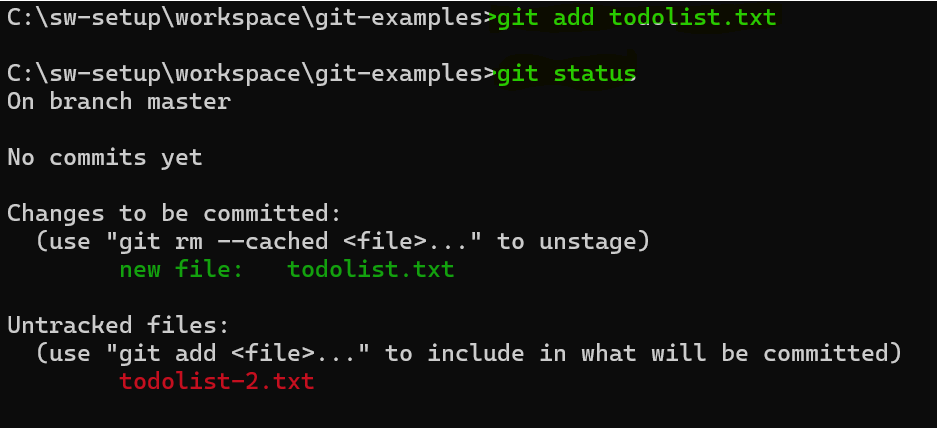 C:\sw-setup\workspace\git-examples>git add todolist.txt
C:\sw-setup\workspace\git-examples>git status
On branch master
No commits yet
Changes to be committed:
  (use "git rm --cached <file>..." to unstage)
        new file:   todolist.txt
Untracked files:
  (use "git add <file>..." to include in what will be committed)
        todolist-2.txt